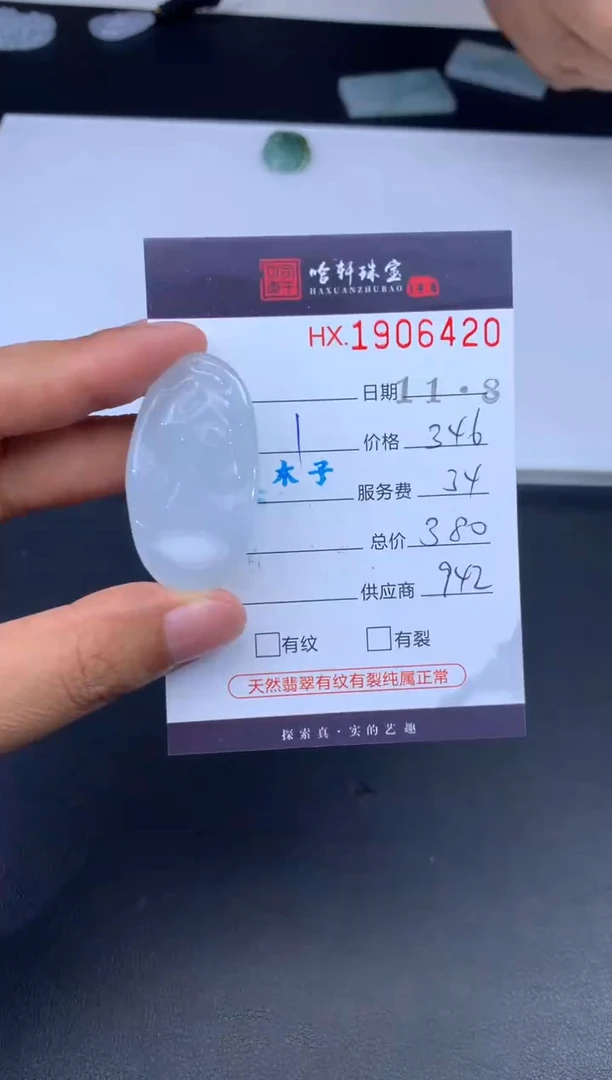 哈轩珠宝
HAXUANZHUBAO
HX.1906420
日期 11·8
价格 346
木子
服务费 34
总价 380
供应商 942
有纹 有裂
天然翡翠有纹有裂纯属正常
探索真·实的艺趣